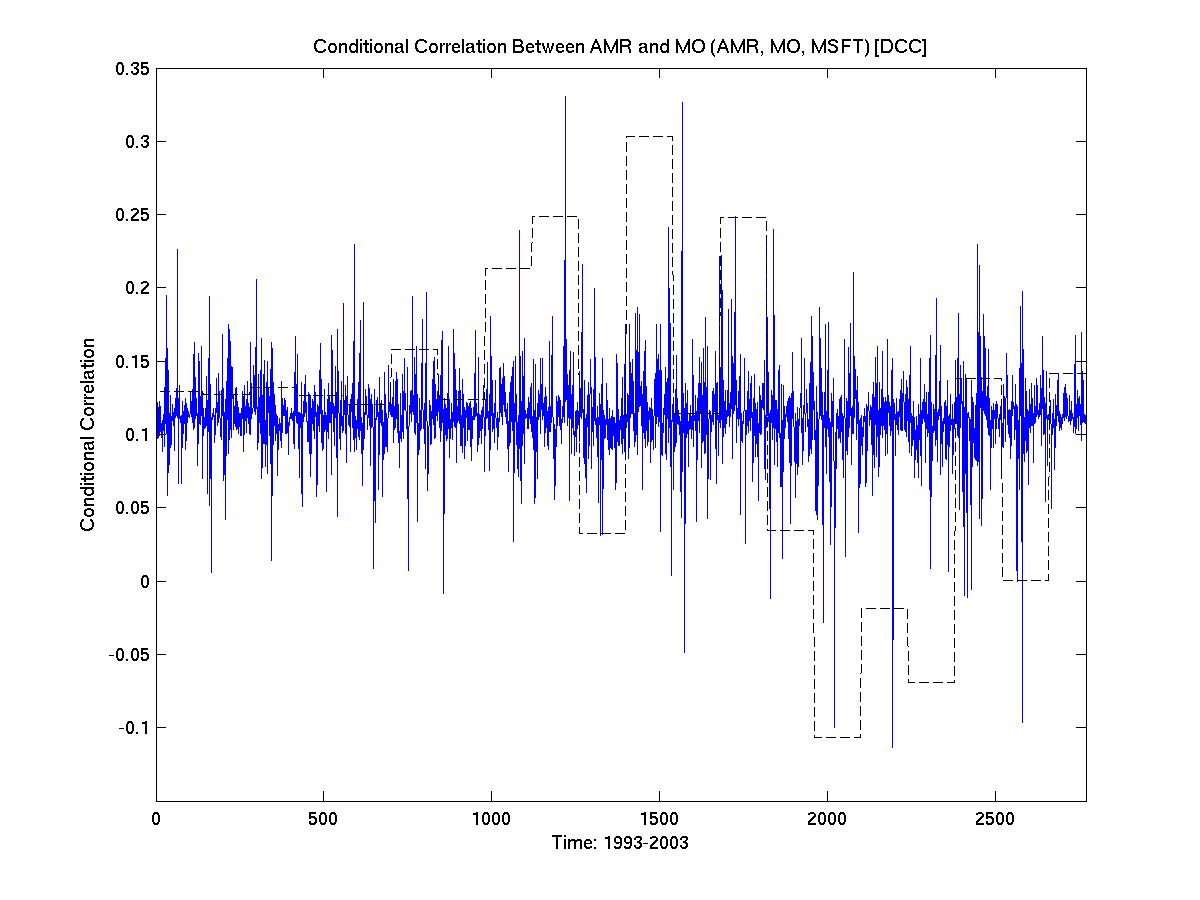 Conditional Correlation Between AMR and MO (AMR, MO, MSFT) [DCC]
0.35
0.3
0.25
0.2
0.15
0.1
0.05
0
-0.05
-0.1
Conditional Correlation
0 500 1000 1500 2000 2500
Time: 1993-2003